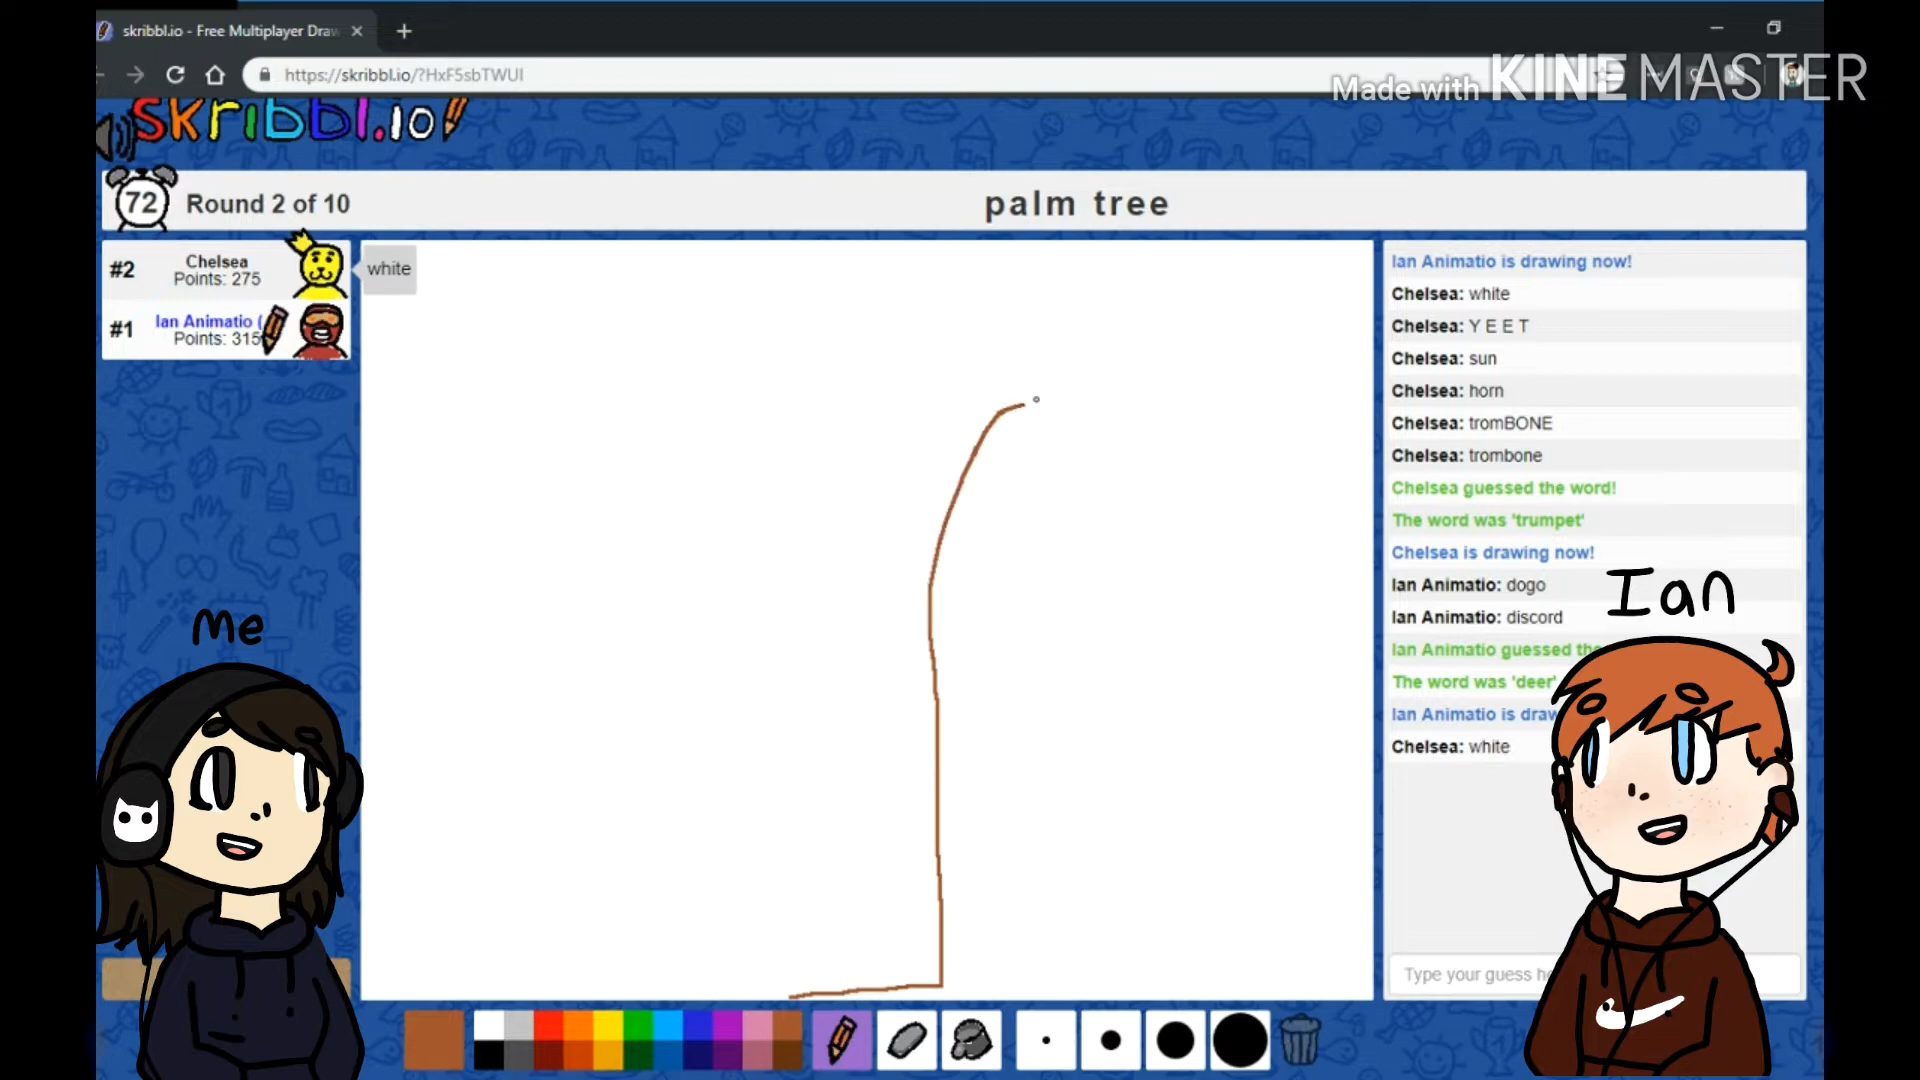 skribbl.io - Free Multiplayer Draw
https://skribbl.io/?HxF5sbTWUI
Made with KINEMASTER
skribbl.io
72
Round 2 of 10
palm tree
#2
Chelsea
Points: 275
white
#1
Ian Animatio (
Points: 315
Ian Animatio is drawing now!
Chelsea: white
Chelsea: Y E E T
Chelsea: sun
Chelsea: horn
Chelsea: tromBONE
Chelsea: trombone
Chelsea guessed the word!
The word was 'trumpet'
Chelsea is drawing now!
Ian Animatio: dogo
Ian Animatio: discord
Ian Animatio guessed the
The word was 'deer'
Ian Animatio is draw
Chelsea: white
Type your guess he
Me
Ian